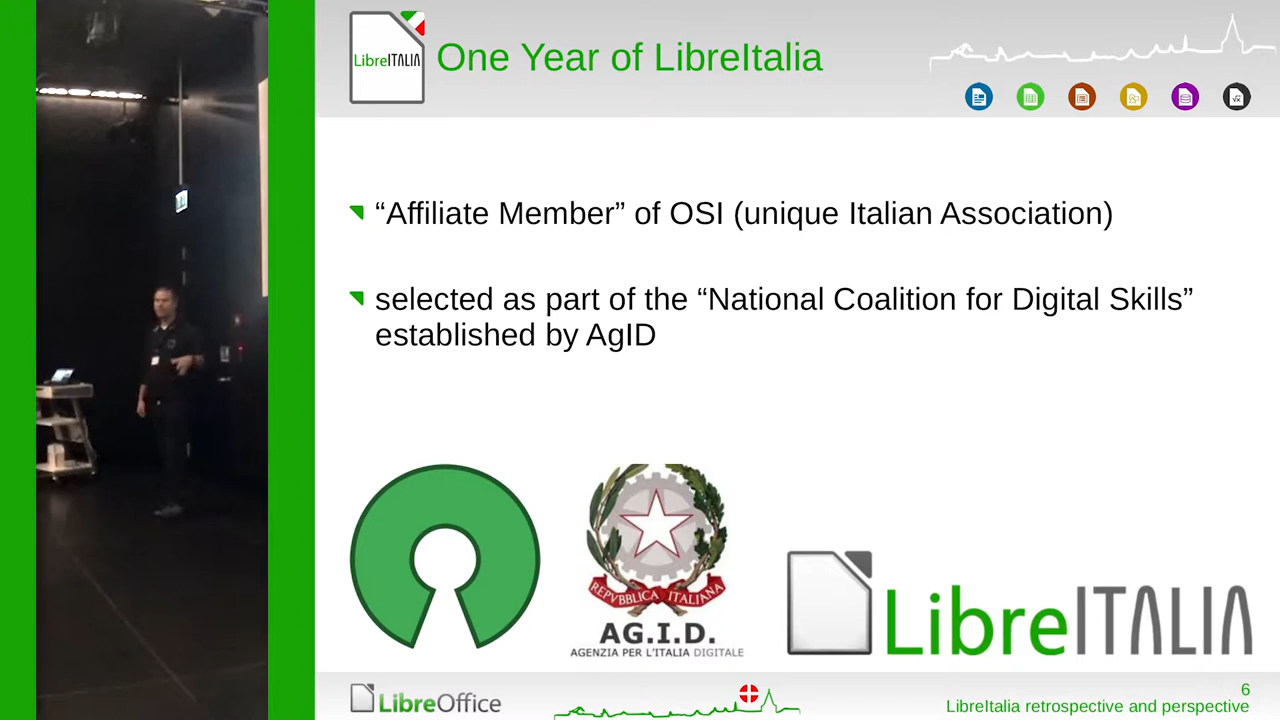 LibreITALIA
One Year of LibreItalia
“Affiliate Member” of OSI (unique Italian Association)
selected as part of the “National Coalition for Digital Skills”
established by AgID
REPVBBLICA ITALIANA
AG.I.D.
AGENZIA PER L'ITALIA DIGITALE
LibreITALIA
LibreOffice
6
LibreItalia retrospective and perspective